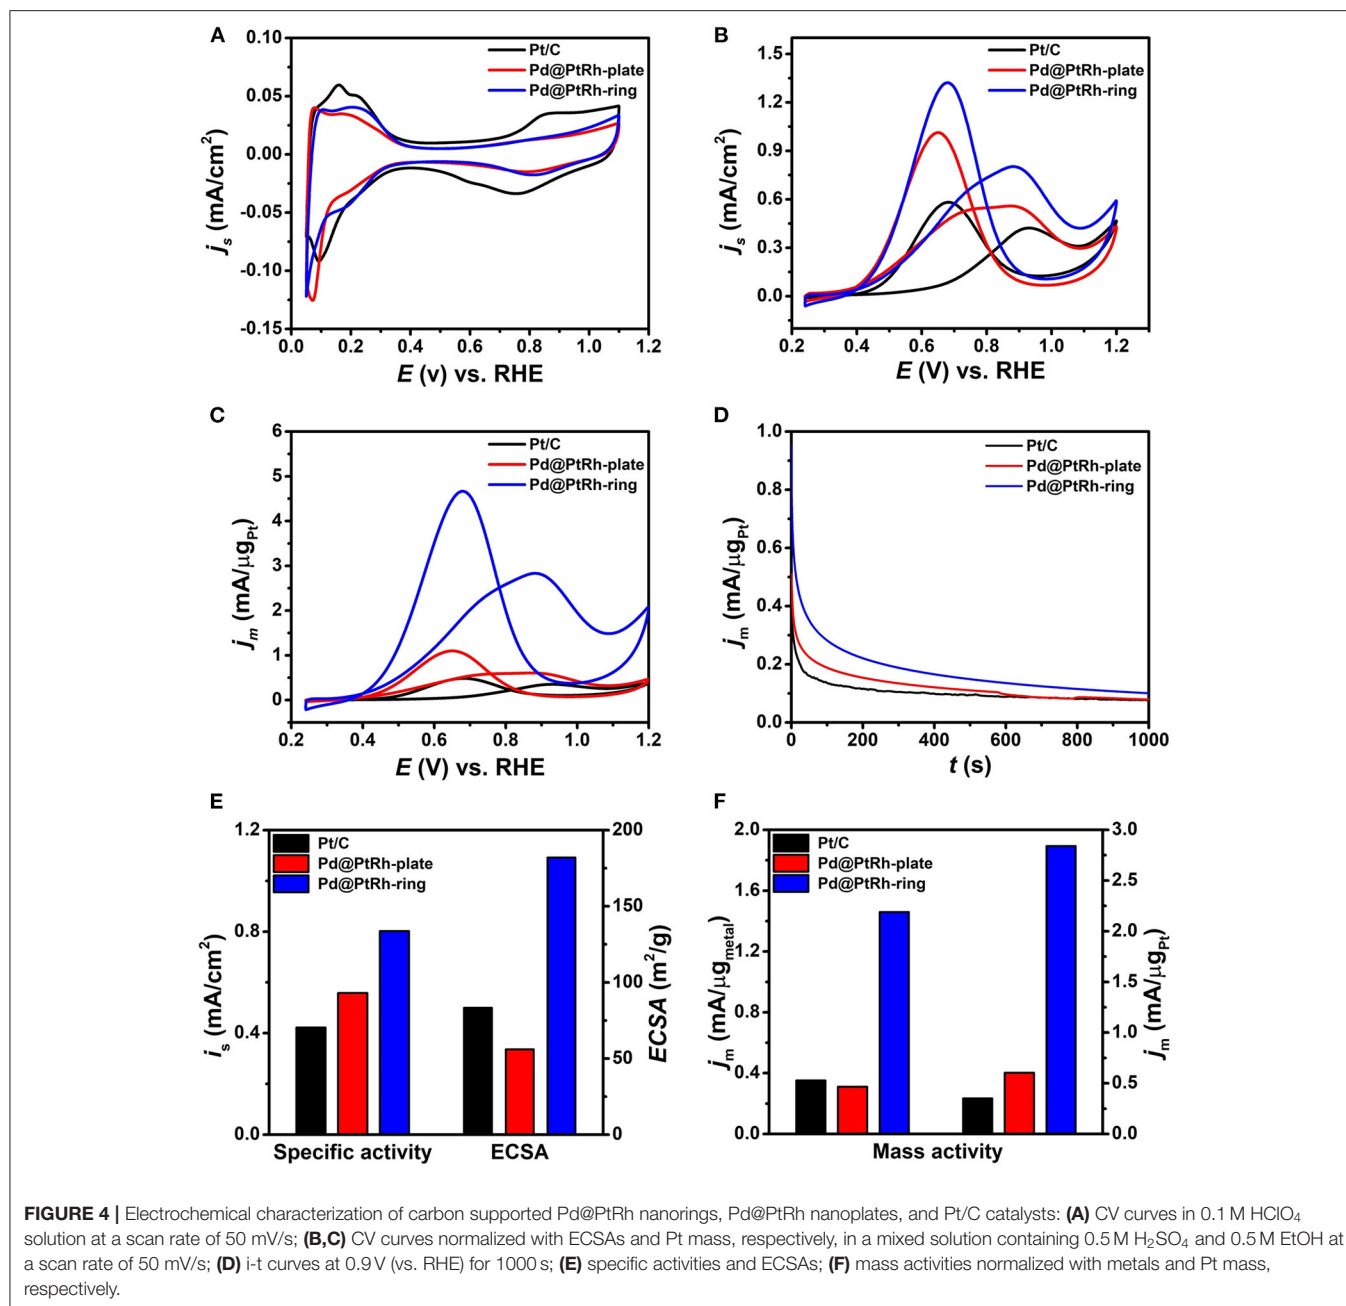 A
0.10
0.05
0.00
-0.05
-0.10
-0.15
j_s (mA/cm²)
Pt/C
Pd@PtRh-plate
Pd@PtRh-ring
0.0 0.2 0.4 0.6 0.8 1.0 1.2
E (v) vs. RHE
B
1.5
1.2
0.9
0.6
0.3
0.0
j_s (mA/cm²)
Pt/C
Pd@PtRh-plate
Pd@PtRh-ring
0.2 0.4 0.6 0.8 1.0 1.2
E (V) vs. RHE
C
6
5
4
3
2
1
0
j_m (mA/μg_Pt)
Pt/C
Pd@PtRh-plate
Pd@PtRh-ring
0.2 0.4 0.6 0.8 1.0 1.2
E (V) vs. RHE
D
1.0
0.8
0.6
0.4
0.2
0.0
j_m (mA/μg_Pt)
Pt/C
Pd@PtRh-plate
Pd@PtRh-ring
0 200 400 600 800 1000
t (s)
E
1.2
0.8
0.4
0.0
i_s (mA/cm²)
Pt/C
Pd@PtRh-plate
Pd@PtRh-ring
200
150
100
50
0
ECSA (m²/g)
Specific activity ECSA
F
2.0
1.6
1.2
0.8
0.4
0.0
j_m (mA/μg_metal)
Pt/C
Pd@PtRh-plate
Pd@PtRh-ring
3.0
2.5
2.0
1.5
1.0
0.5
0.0
j_m (mA/μg_Pt)
Mass activity
FIGURE 4 | Electrochemical characterization of carbon supported Pd@PtRh nanorings, Pd@PtRh nanoplates, and Pt/C catalysts: (A) CV curves in 0.1 M HClO₄
solution at a scan rate of 50 mV/s; (B,C) CV curves normalized with ECSAs and Pt mass, respectively, in a mixed solution containing 0.5 M H₂SO₄ and 0.5 M EtOH at
a scan rate of 50 mV/s; (D) i-t curves at 0.9 V (vs. RHE) for 1000 s; (E) specific activities and ECSAs; (F) mass activities normalized with metals and Pt mass,
respectively.